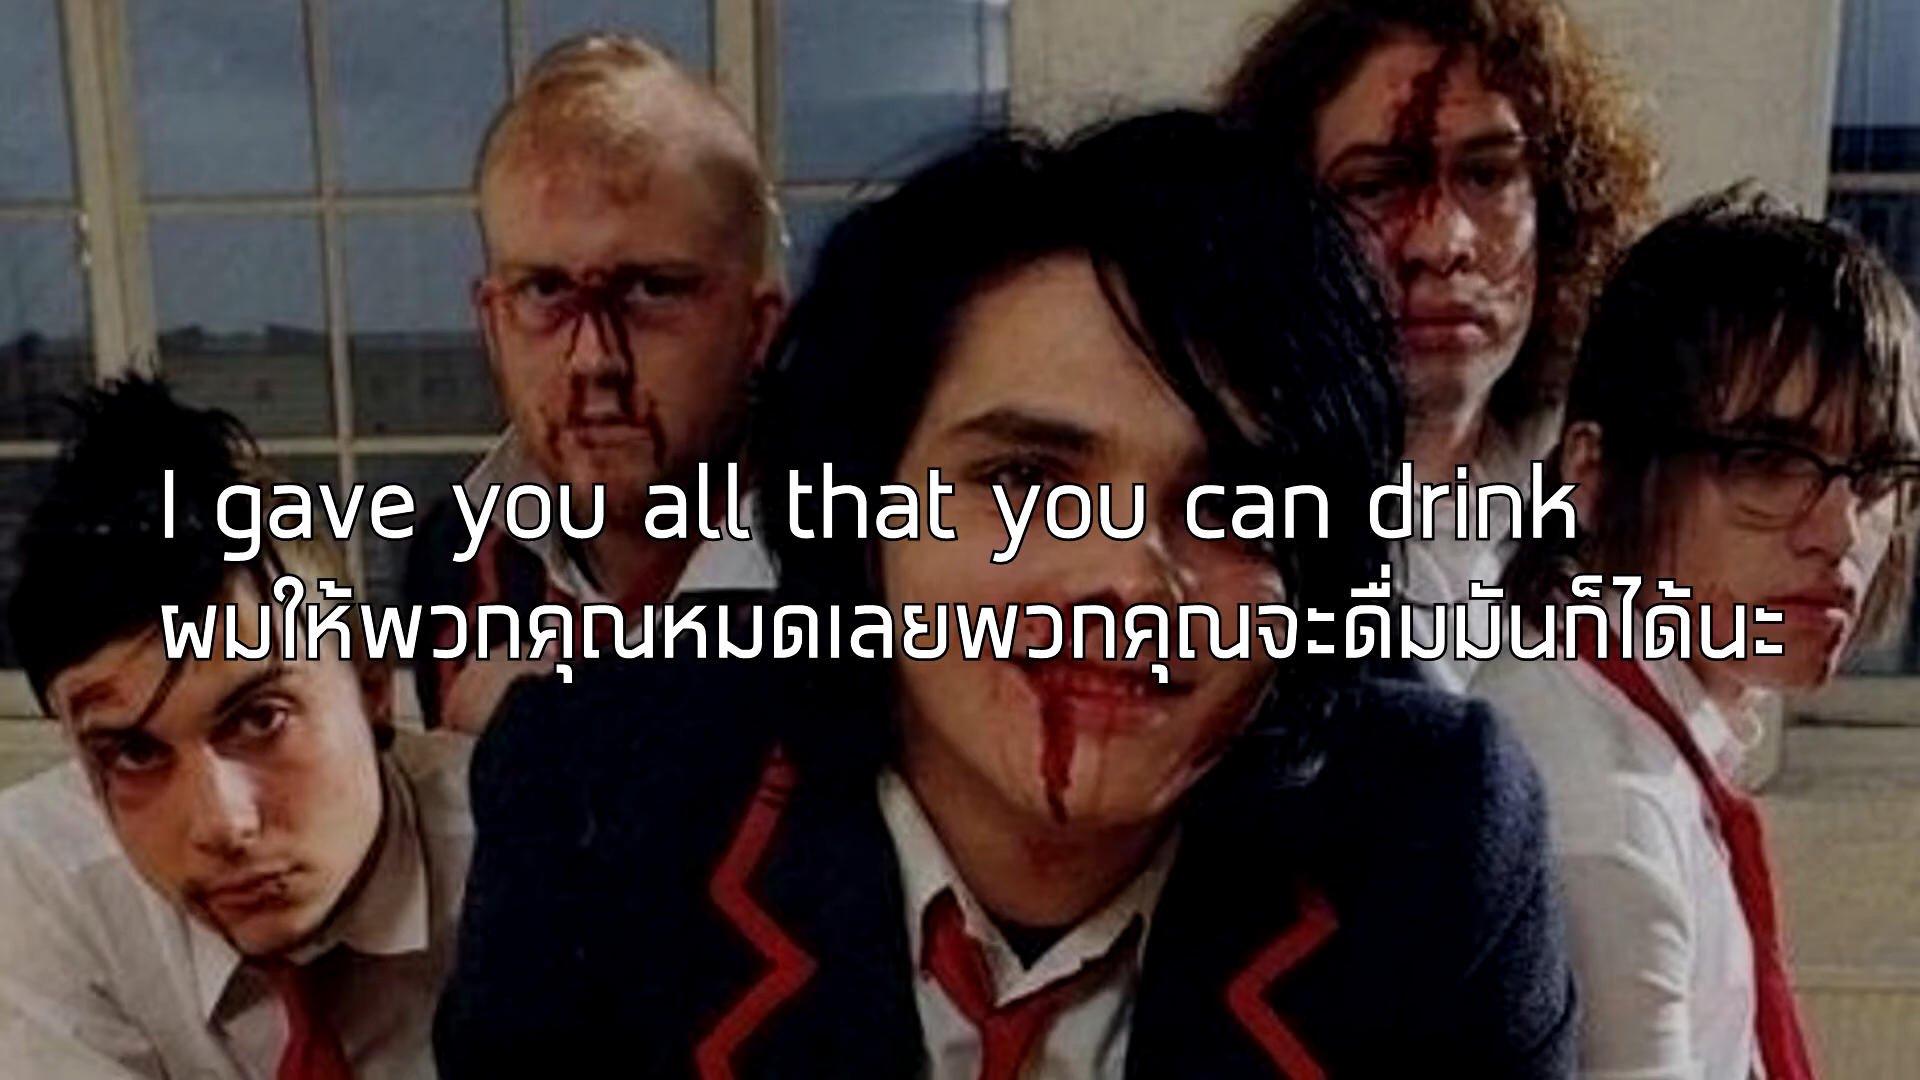 I gave you all that you can drink
ผมให้พวกคุณหมดเลยพวกคุณจะดื่มมันก็ได้นะ